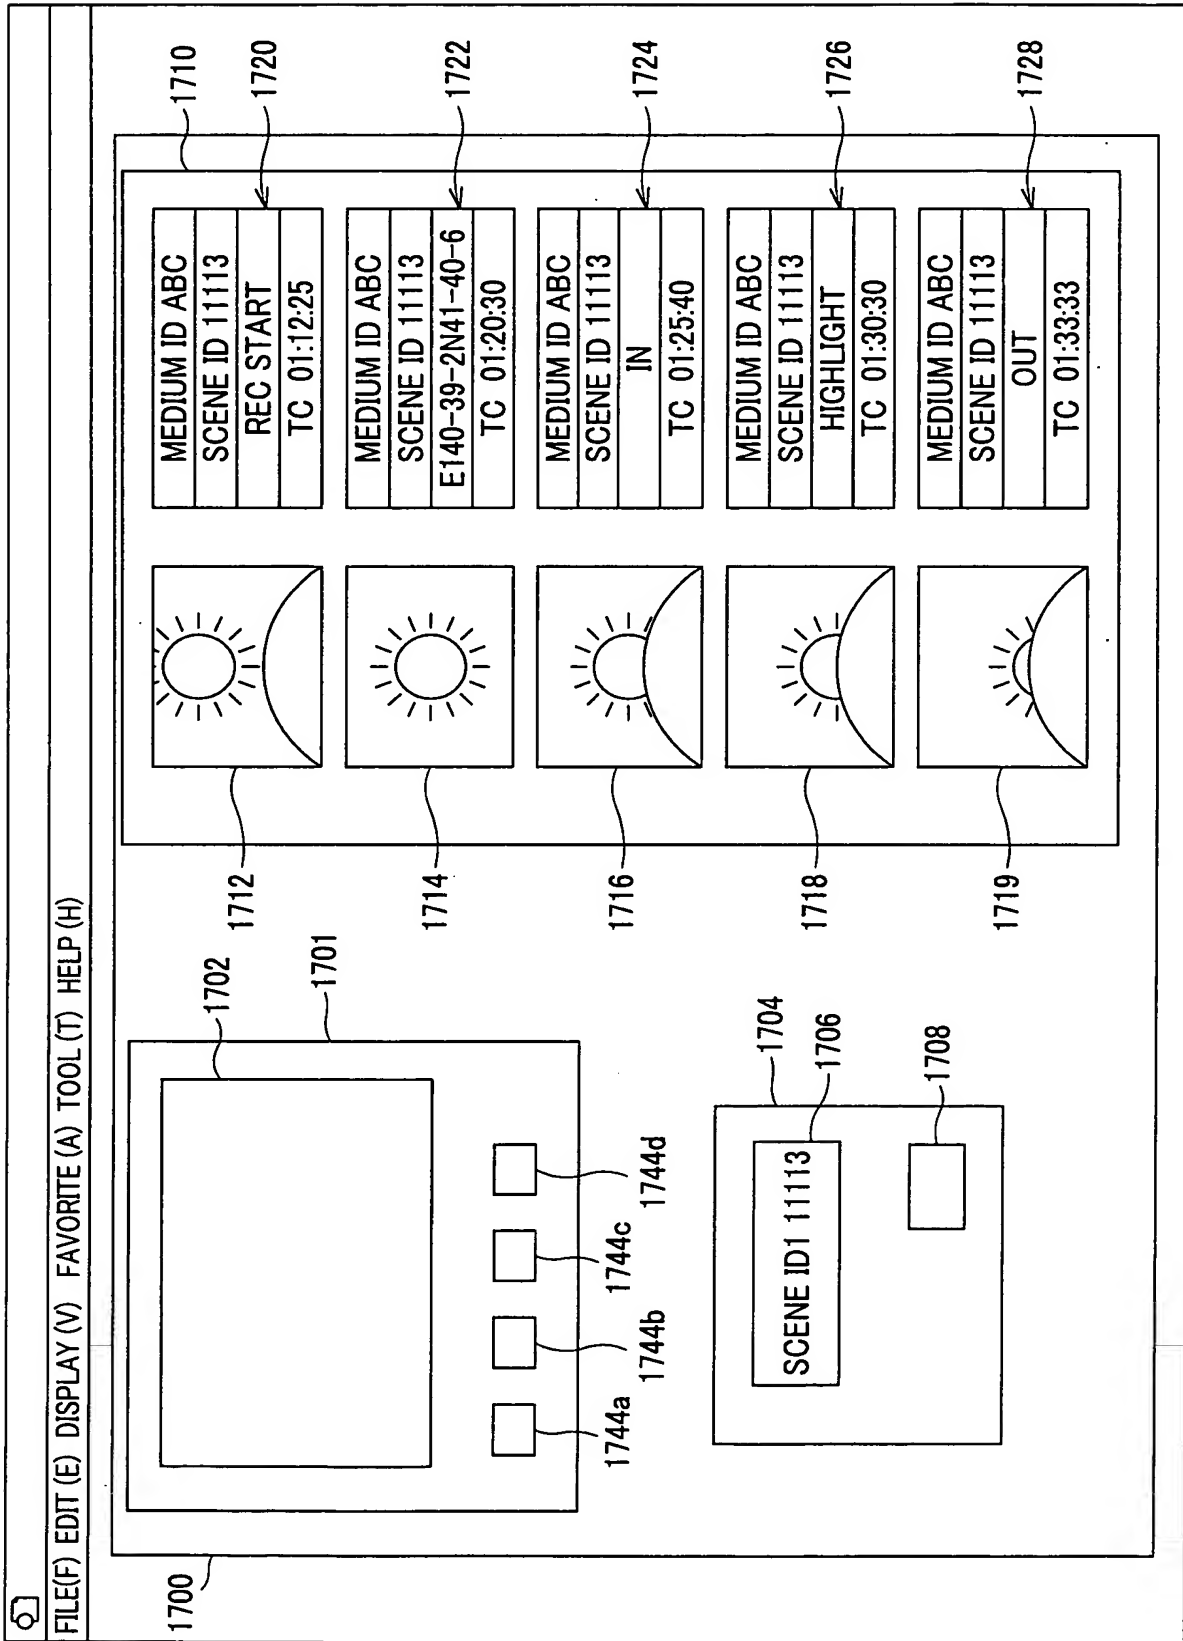 FILE(F) EDIT (E) DISPLAY (V) FAVORITE (A) TOOL (T) HELP (H)
1700
1702
1701
1744a
1744b
1744c
1744d
1704
SCENE ID1 11113
1706
1708
1710
1712
MEDIUM ID ABC
SCENE ID 11113
REC START
TC 01:12:25
1720
1714
MEDIUM ID ABC
SCENE ID 11113
E140-39-2N41-40-6
TC 01:20:30
1722
1716
MEDIUM ID ABC
SCENE ID 11113
IN
TC 01:25:40
1724
1718
MEDIUM ID ABC
SCENE ID 11113
HIGHLIGHT
TC 01:30:30
1726
1719
MEDIUM ID ABC
SCENE ID 11113
OUT
TC 01:33:33
1728